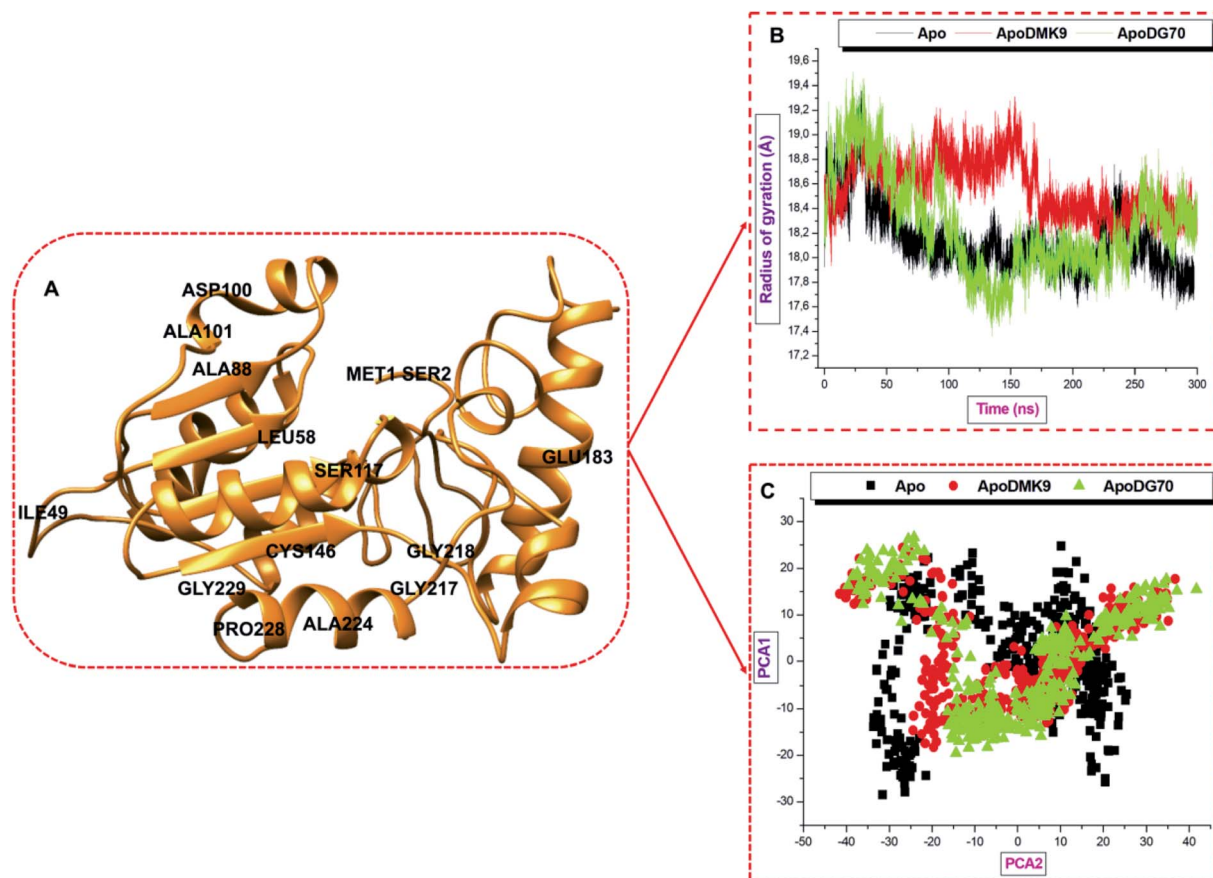 A
ASP100
ALA101
ALA88
MET1 SER2
LEU58
GLU183
SER117
ILE49
CYS146
GLY218
GLY229
GLY217
PRO228
ALA224
B
Apo ApoDMK9 ApoDG70
19,6
19,2
19,0
18,8
18,6
18,4
18,2
18,0
17,8
17,6
17,4
17,2
Radius of gyration (Å)
0 50 100 150 200 250 300
Time (ns)
C
Apo ApoDMK9 ApoDG70
30
20
10
0
-10
-20
-30
PCA1
-50 -40 -30 -20 -10 0 10 20 30 40
PCA2